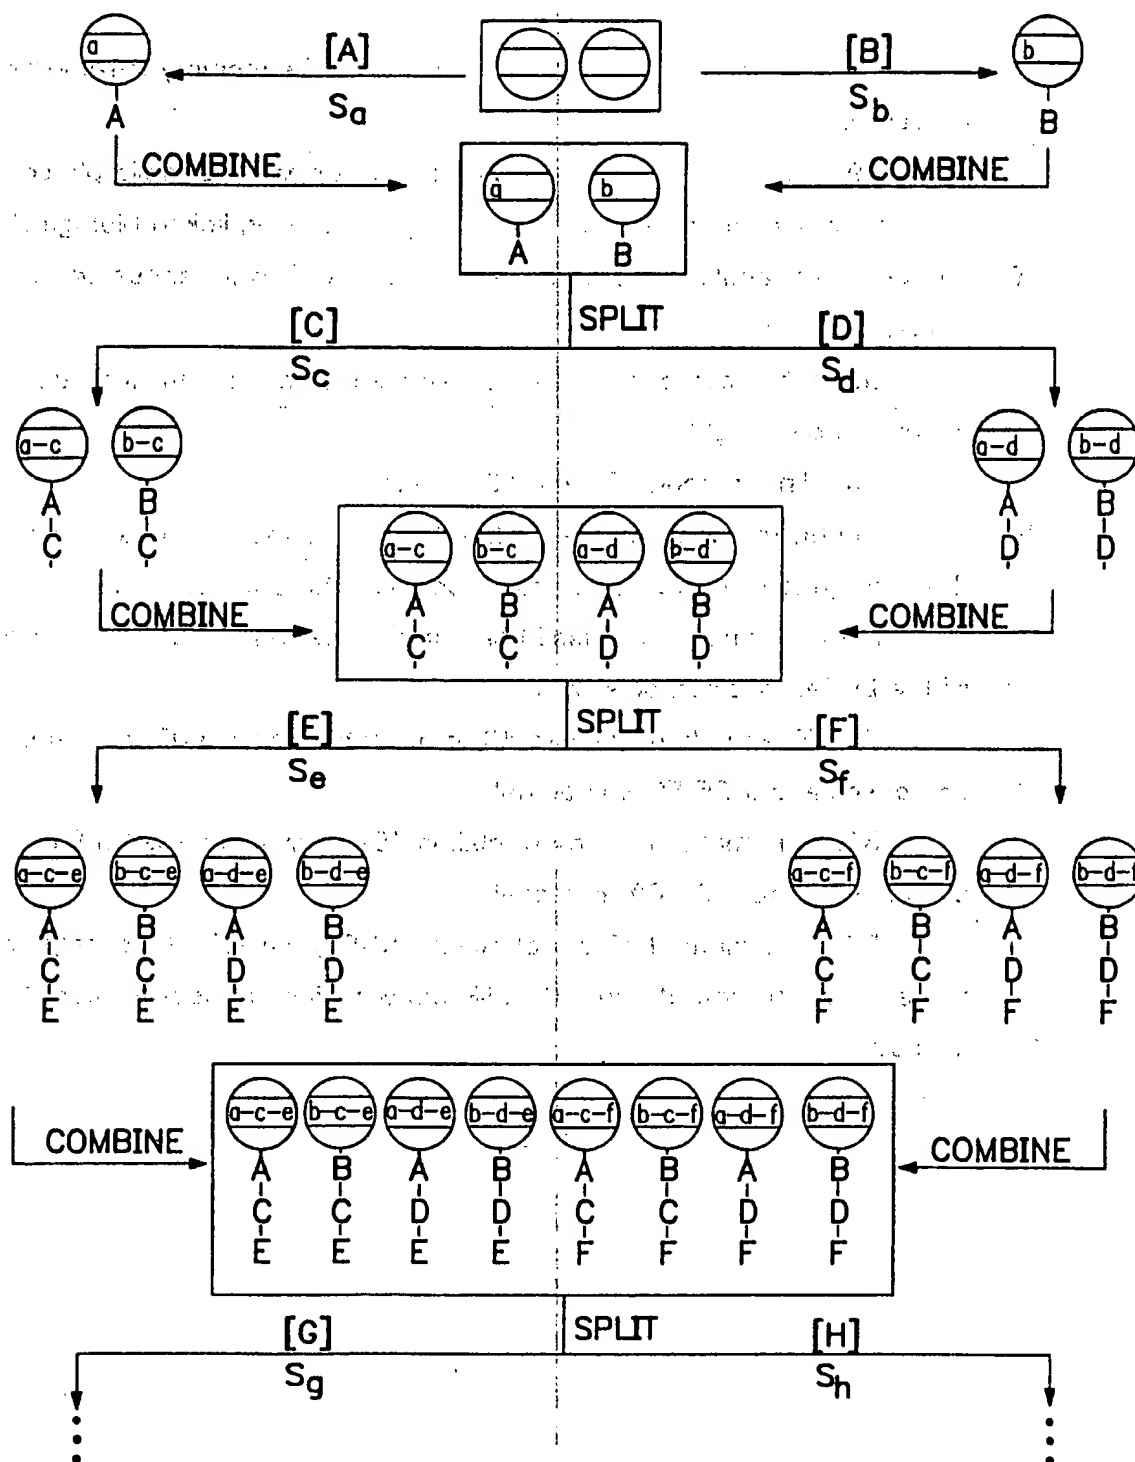 a [A] [B] b
Sa Sb
A B
COMBINE COMBINE
a b
A B
SPLIT
[C] [D]
Sc Sd
a-c b-c a-d b-d
A B A B
C C D D
a-c b-c a-d b-d
A B A B
C C D D
COMBINE COMBINE
SPLIT
[E] [F]
Se Sf
a-c-e b-c-e a-d-e b-d-e a-c-f b-c-f a-d-f b-d-f
A B A B A B A B
C C D D C C D D
E E E E F F F F
a-c-e b-c-e a-d-e b-d-e a-c-f b-c-f a-d-f b-d-f
COMBINE COMBINE
A B A B A B A B
C C D D C C D D
E E E E F F F F
SPLIT
[G] [H]
Sg Sh